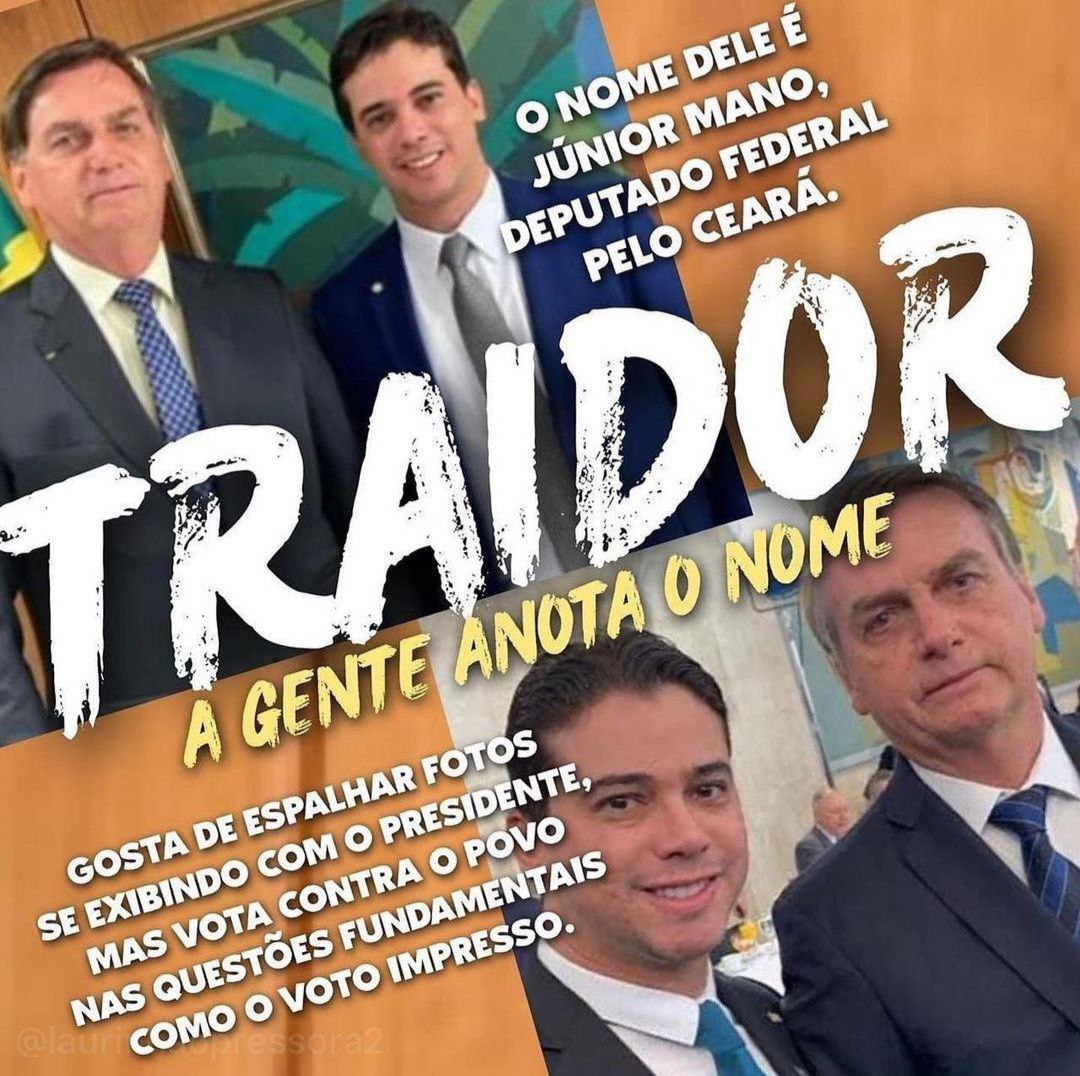 O NOME DELE É
JÚNIOR MANO,
DEPUTADO FEDERAL
PELO CEARÁ.
TRAIDOR
A GENTE ANOTA O NOME
GOSTA DE ESPALHAR FOTOS
SE EXIBINDO COM O PRESIDENTE,
MAS VOTA CONTRA O POVO
NAS QUESTÕES FUNDAMENTAIS
COMO O VOTO IMPRESSO.